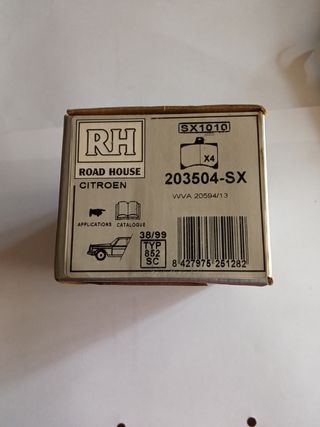 RH
ROAD HOUSE
CITROEN
APPLICATIONS
CATALOGUE
38/99
TYP
852
SC
SX1010
X4
203504-SX
WVA 20594/13
8 427975 251282